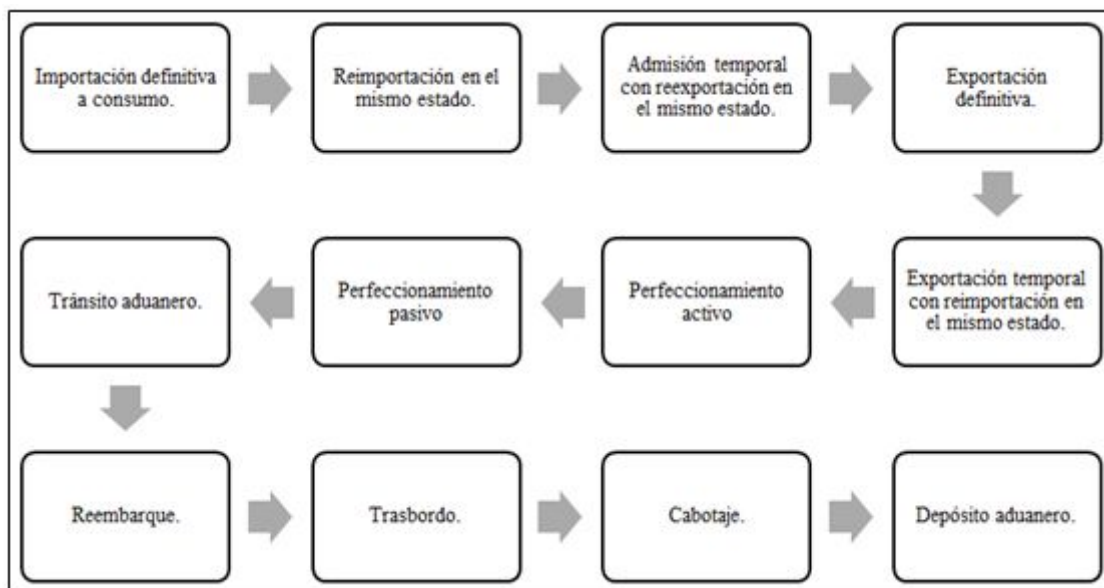 Importación definitiva
a consumo.
Reimportación en el
mismo estado.
Admisión temporal
con reexportación en
el mismo estado.
Exportación
definitiva.
Exportación temporal
con reimportación en
el mismo estado.
Perfeccionamiento
activo
Perfeccionamiento
pasivo
Tránsito aduanero.
Reembarque.
Trasbordo.
Cabotaje.
Depósito aduanero.